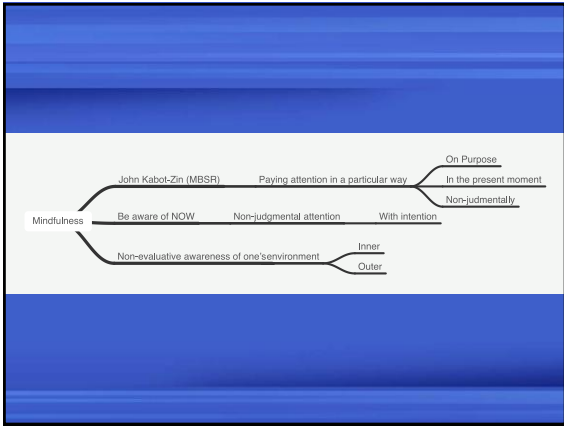 Mindfulness
John Kabot-Zin (MBSR)
Paying attention in a particular way
On Purpose
In the present moment
Non-judmentally
Be aware of NOW
Non-judgmental attention
With intention
Non-evaluative awareness of one'senvironment
Inner
Outer